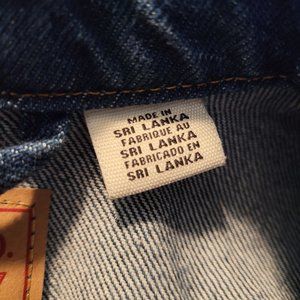 MADE IN
SRI LANKA
FABRIQUE AU
SRI LANKA
FABRICADO EN
SRI LANKA